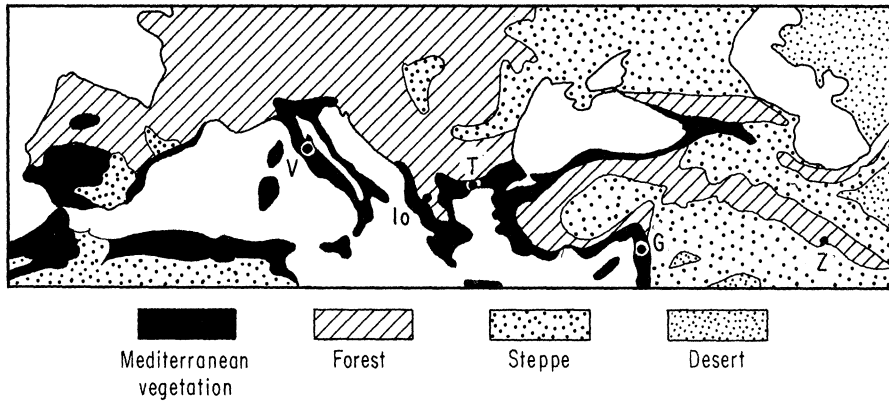 V
Io
T
G
Z
Mediterranean
vegetation
Forest
Steppe
Desert